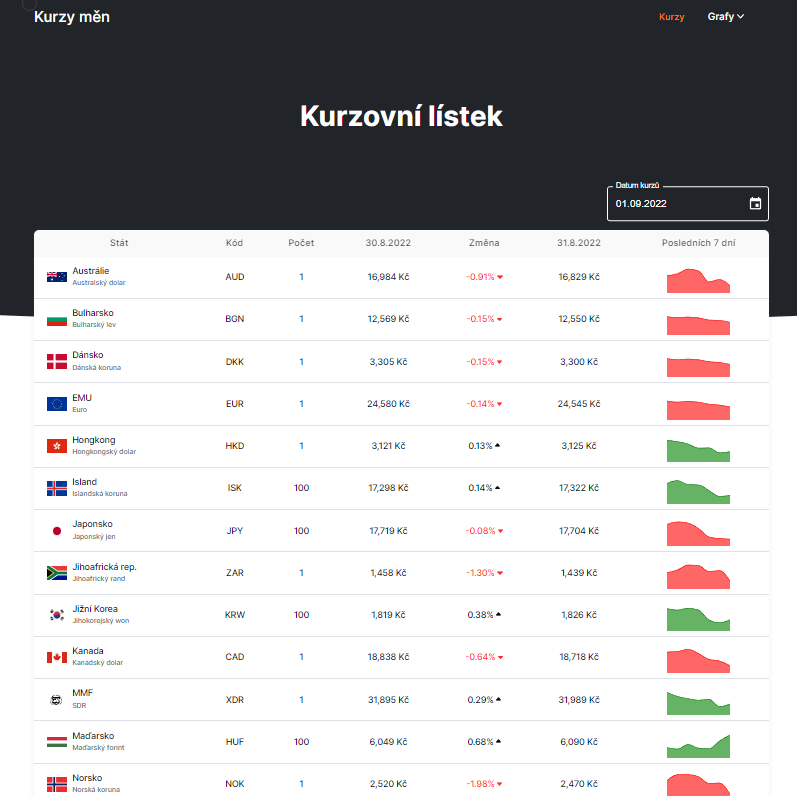 Kurzy měn
Kurzy Grafy
Kurzovní lístek
Datum kurzů
01.09.2022
Stát Kód Počet 30.8.2022 Změna 31.8.2022 Posledních 7 dní
Austrálie
Australský dolar
AUD 1 16,984 Kč -0.91% 16,829 Kč
Bulharsko
Bulharský lev
BGN 1 12,569 Kč -0.15% 12,550 Kč
Dánsko
Dánská koruna
DKK 1 3,305 Kč -0.15% 3,300 Kč
EMU
Euro
EUR 1 24,580 Kč -0.14% 24,545 Kč
Hongkong
Hongkongský dolar
HKD 1 3,121 Kč 0.13% 3,125 Kč
Island
Islandská koruna
ISK 100 17,298 Kč 0.14% 17,322 Kč
Japonsko
Japonský jen
JPY 100 17,719 Kč -0.08% 17,704 Kč
Jihoafrická rep.
Jihoafrický rand
ZAR 1 1,458 Kč -1.30% 1,439 Kč
Jižní Korea
Jihokorejský won
KRW 100 1,819 Kč 0.38% 1,826 Kč
Kanada
Kanadský dolar
CAD 1 18,838 Kč -0.64% 18,718 Kč
MMF
SDR
XDR 1 31,895 Kč 0.29% 31,989 Kč
Maďarsko
Maďarský forint
HUF 100 6,049 Kč 0.68% 6,090 Kč
Norsko
Norská koruna
NOK 1 2,520 Kč -1.98% 2,470 Kč